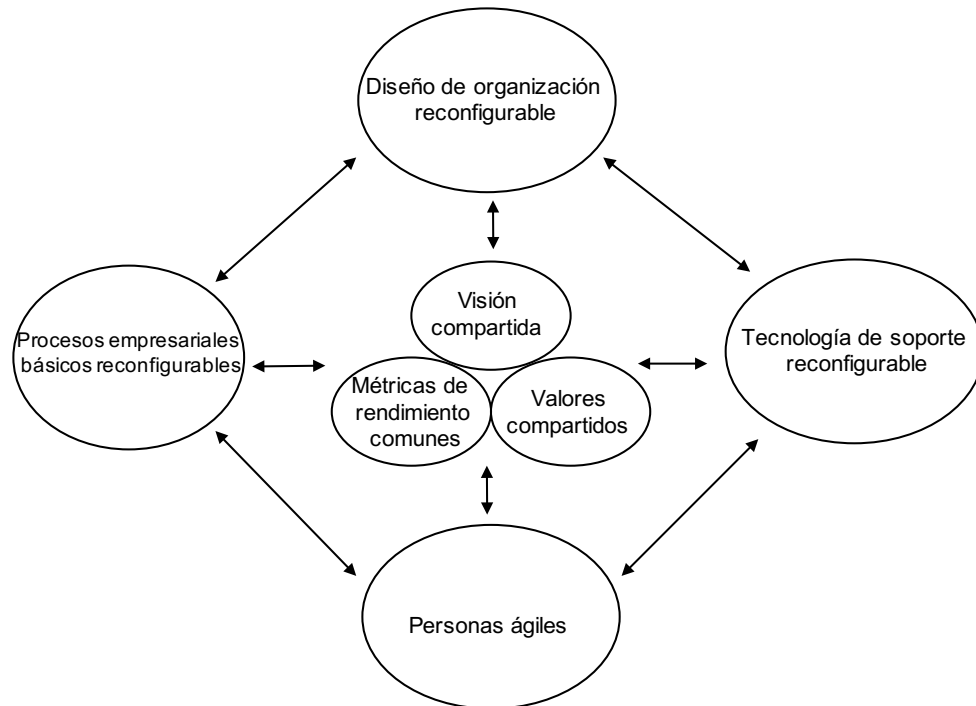 Diseño de organización
reconfigurable
Visión
compartida
Procesos empresariales
básicos reconfigurables
Tecnología de soporte
reconfigurable
Métricas de
rendimiento
comunes
Valores
compartidos
Personas ágiles